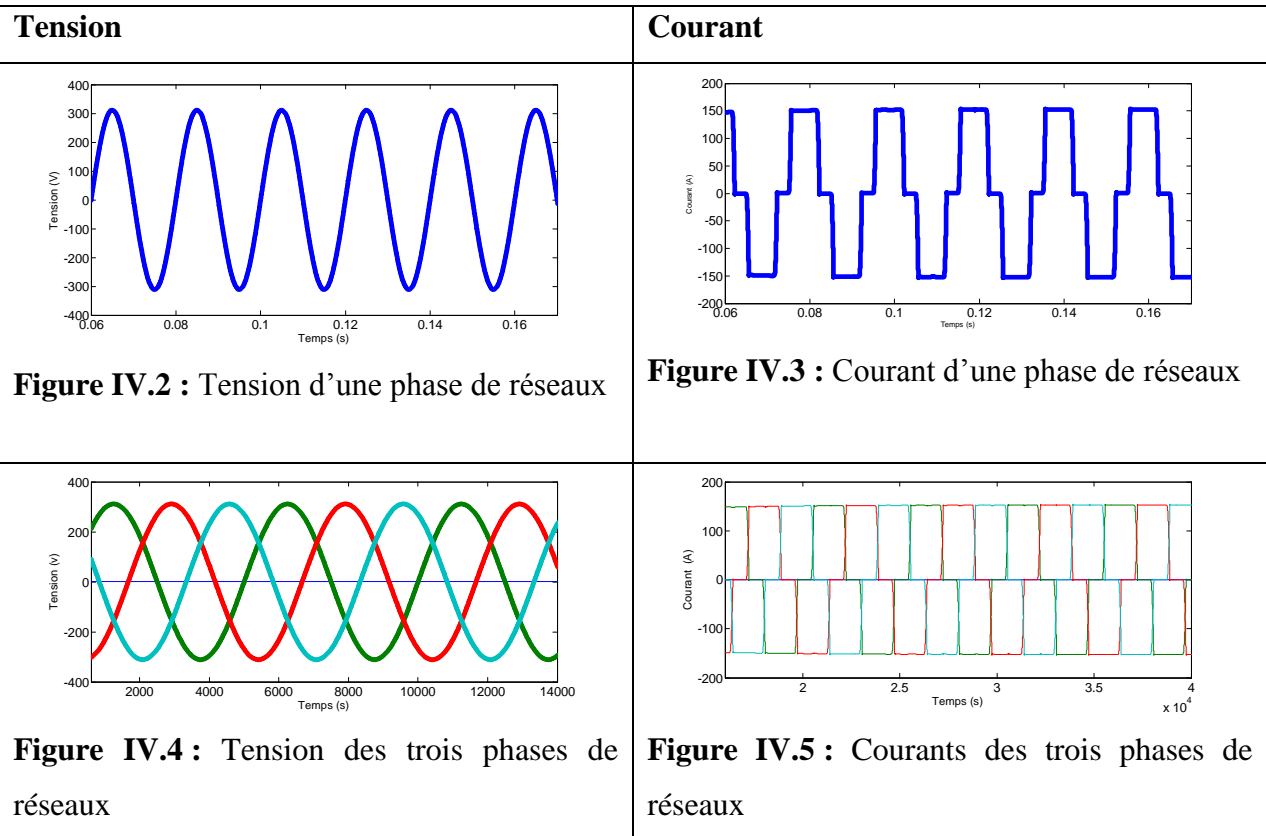 Tension
Courant
400
300
200
100
0
-100
-200
-300
-400
Tension (V)
0.06 0.08 0.1 0.12 0.14 0.16
Temps (s)
Figure IV.2 : Tension d’une phase de réseaux
200
150
100
50
0
-50
-100
-150
-200
Courant (A)
0.06 0.08 0.1 0.12 0.14 0.16
Temps (s)
Figure IV.3 : Courant d’une phase de réseaux
400
200
0
-200
-400
Tension (v)
2000 4000 6000 8000 10000 12000 14000
Temps (s)
Figure IV.4 : Tension des trois phases de
réseaux
200
100
0
-100
-200
Courant (A)
2 2.5 3 3.5 4
Temps (s)
x 10^4
Figure IV.5 : Courants des trois phases de
réseaux